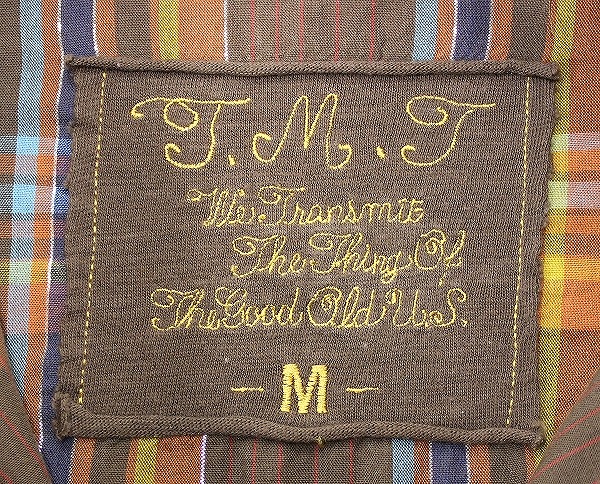 T.M.T
We Transmit
The Thing Of
The Good Old U.S.
- M -